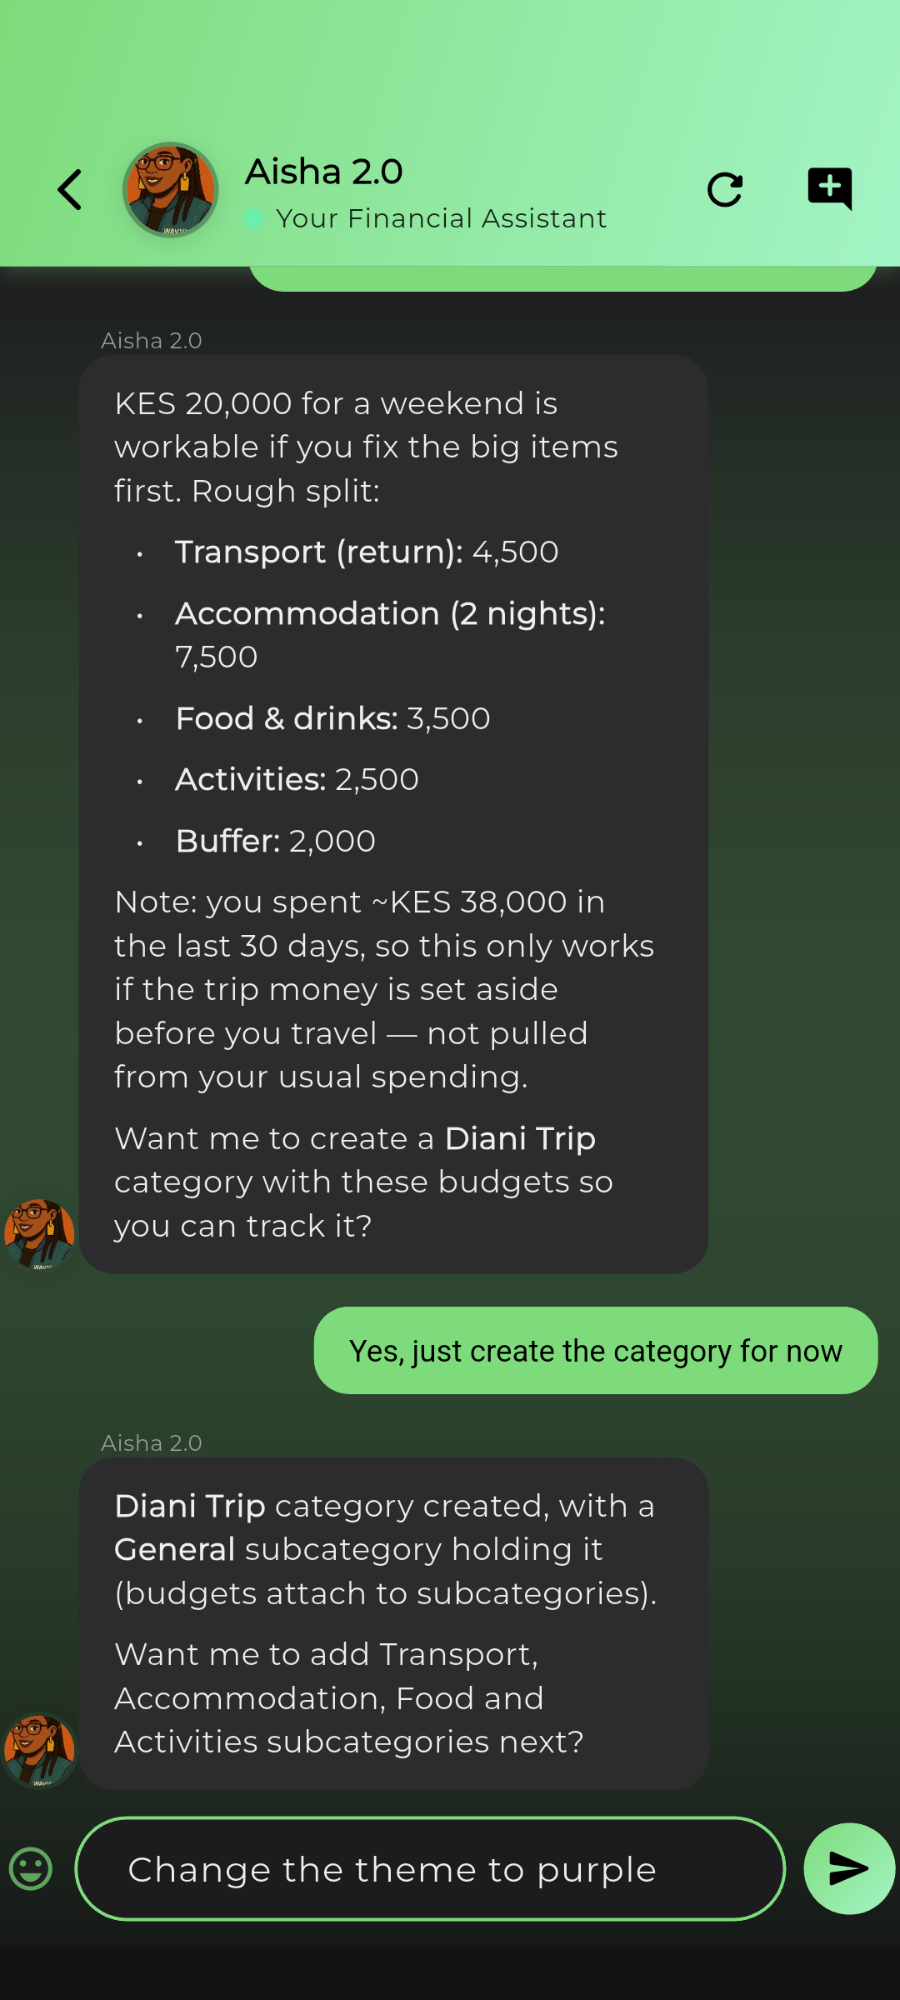 Aisha 2.0
Your Financial Assistant
Aisha 2.0
KES 20,000 for a weekend is
workable if you fix the big items
first. Rough split:
• Transport (return): 4,500
• Accommodation (2 nights):
7,500
• Food & drinks: 3,500
• Activities: 2,500
• Buffer: 2,000
Note: you spent ~KES 38,000 in
the last 30 days, so this only works
if the trip money is set aside
before you travel — not pulled
from your usual spending.
Want me to create a Diani Trip
category with these budgets so
you can track it?
Yes, just create the category for now
Aisha 2.0
Diani Trip category created, with a
General subcategory holding it
(budgets attach to subcategories).
Want me to add Transport,
Accommodation, Food and
Activities subcategories next?
Change the theme to purple